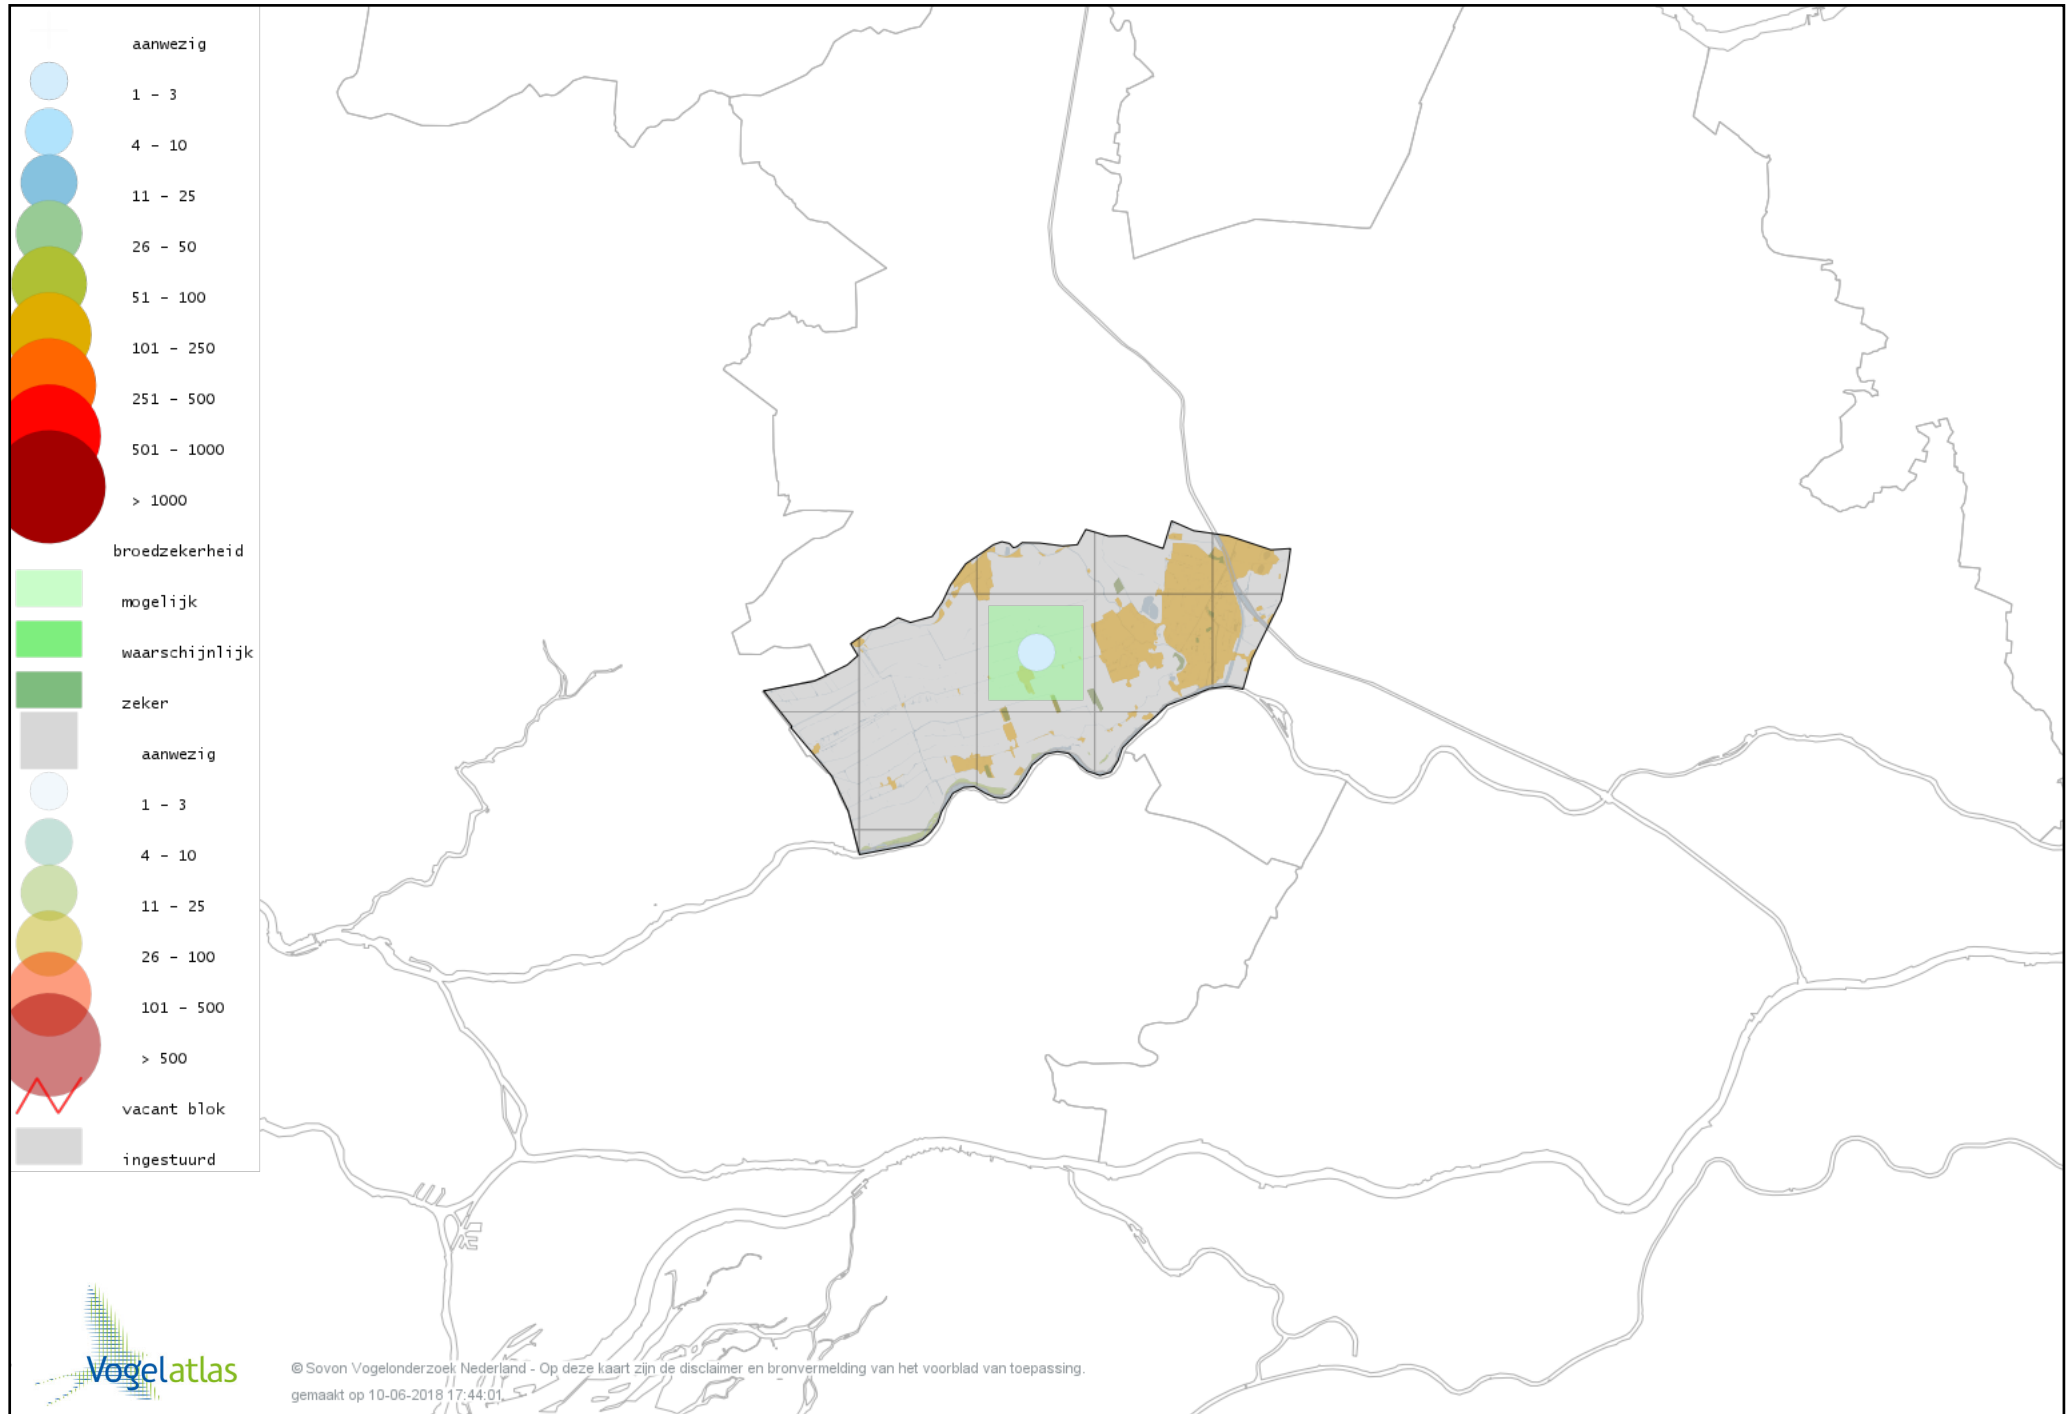 aanwezig
1 – 3
4 – 10
11 – 25
26 – 50
51 – 100
101 – 250
251 – 500
501 – 1000
> 1000
broedzekerheid
mogelijk
waarschijnlijk
zeker
aanwezig
1 – 3
4 – 10
11 – 25
26 – 100
101 – 500
> 500
vacant blok
ingestuurd
Vogelatlas
© Sovon Vogelonderzoek Nederland - Op deze kaart zijn de disclaimer en bronvermelding van het voorblad van toepassing.
gemaakt op 10-06-2018 17:44:01